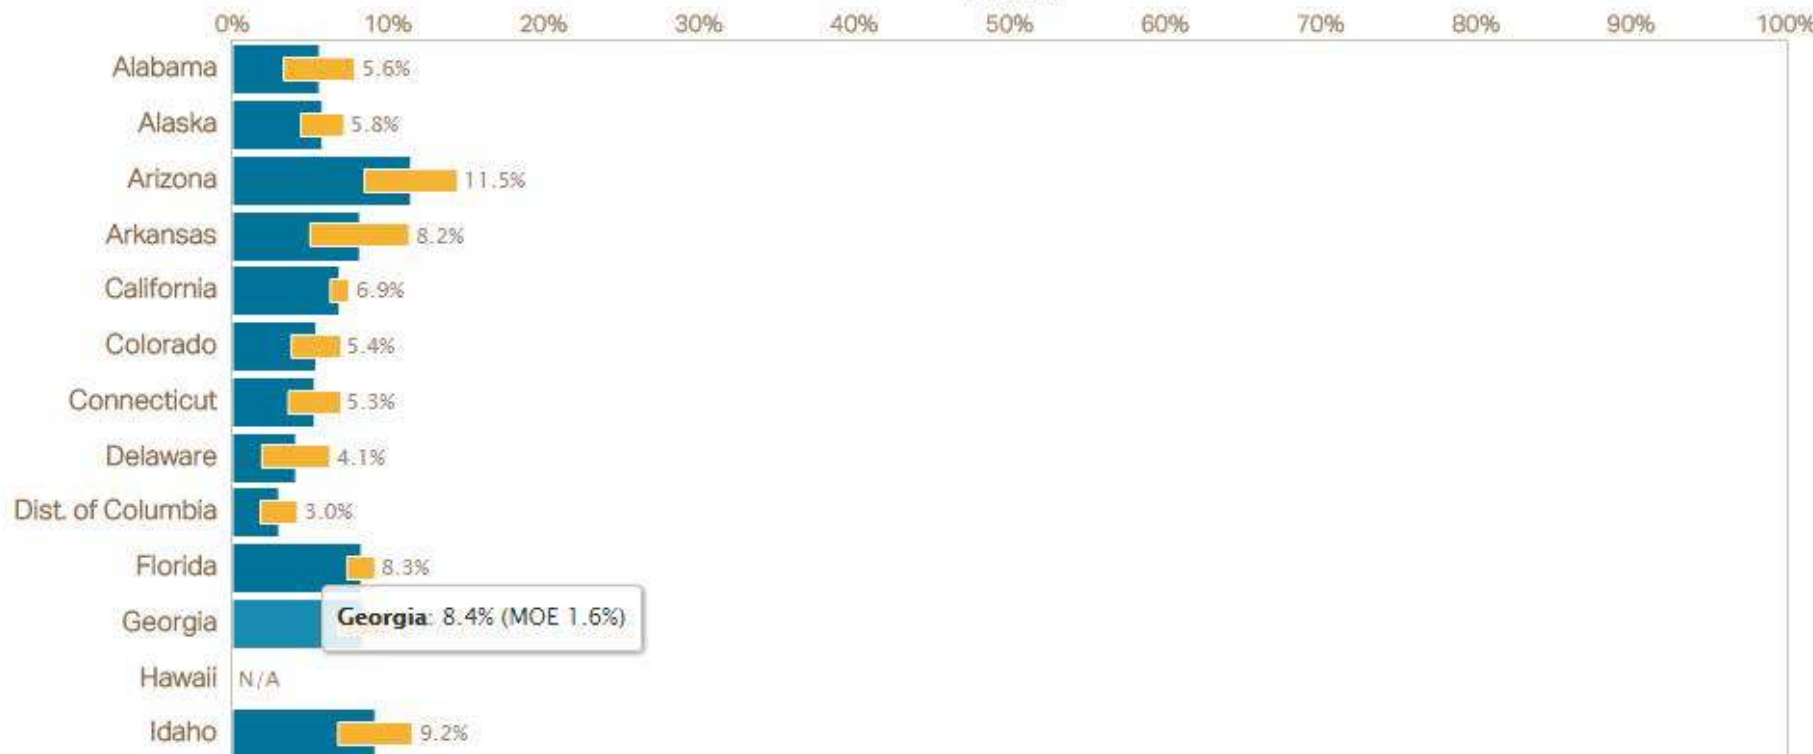 0% 10% 20% 30% 40% 50% 60% 70% 80% 90% 100%
Alabama 5.6%
Alaska 5.8%
Arizona 11.5%
Arkansas 8.2%
California 6.9%
Colorado 5.4%
Connecticut 5.3%
Delaware 4.1%
Dist. of Columbia 3.0%
Florida 8.3%
Georgia Georgia: 8.4% (MOE 1.6%)
Hawaii N/A
Idaho 9.2%